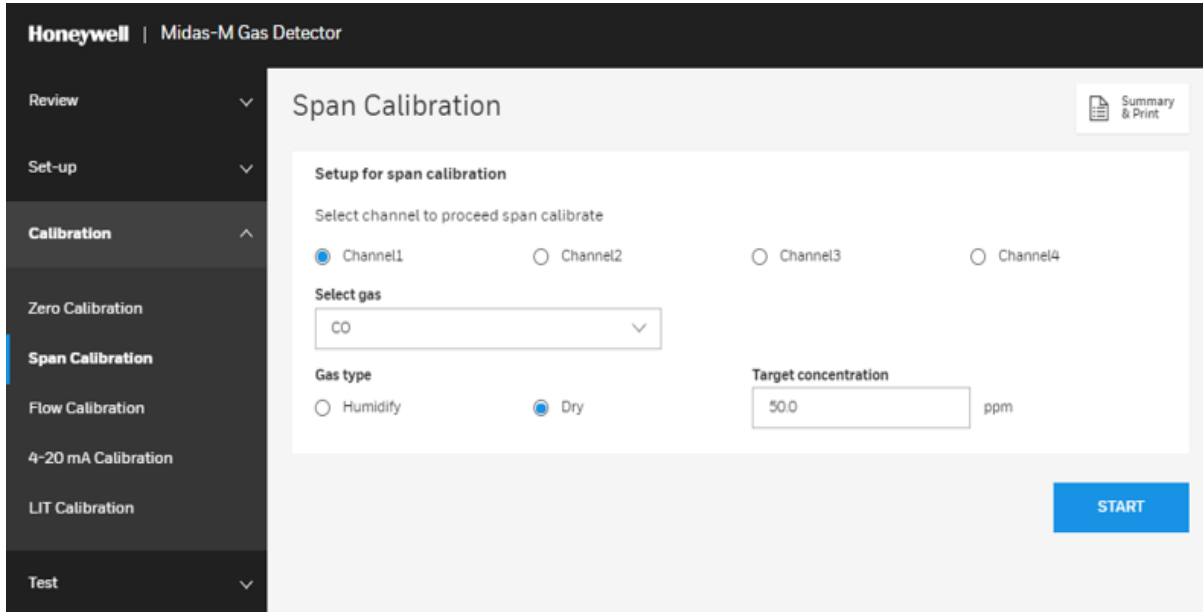 Honeywell | Midas-M Gas Detector
Review
Set-up
Calibration
Zero Calibration
Span Calibration
Flow Calibration
4-20 mA Calibration
LIT Calibration
Test
Span Calibration
Summary
& Print
Setup for span calibration
Select channel to proceed span calibrate
Channel1 Channel2 Channel3 Channel4
Select gas
CO
Gas type Target concentration
Humidify Dry 50.0 ppm
START